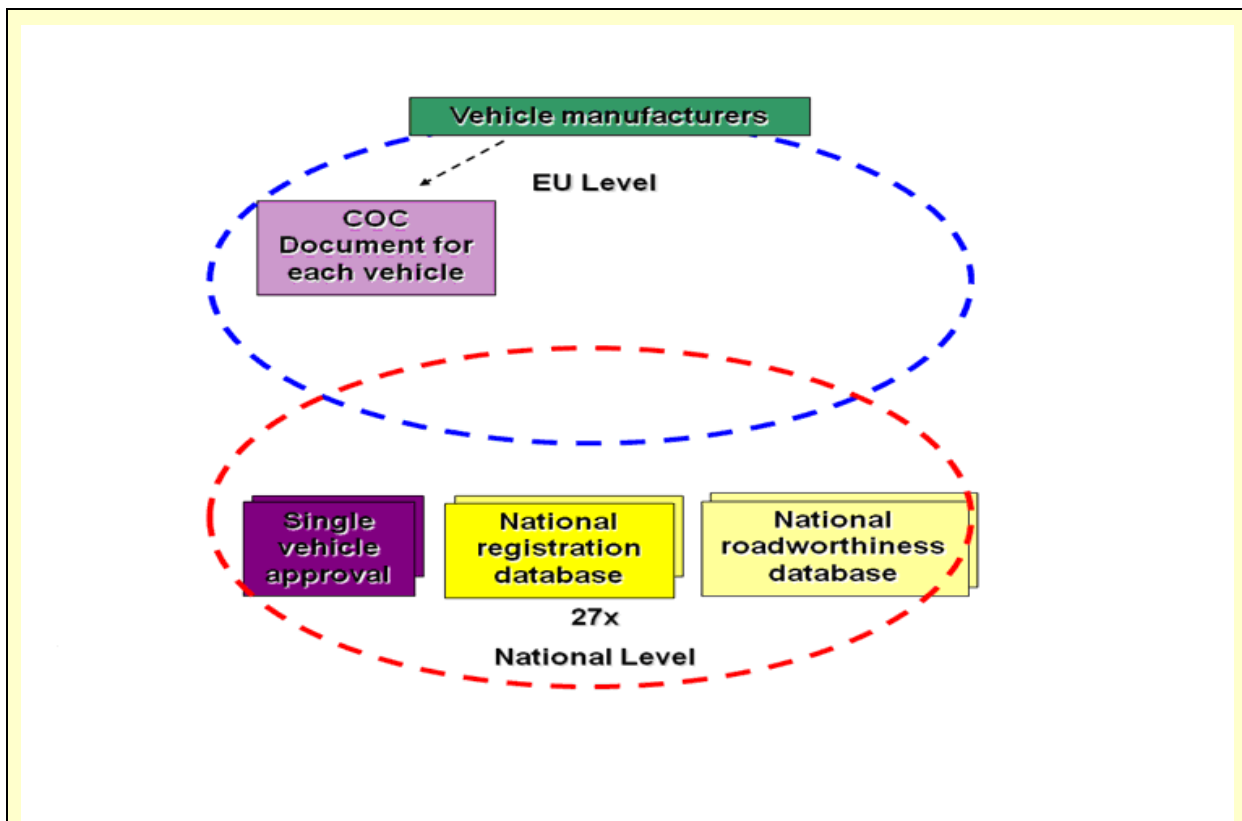 Vehicle manufacturers
EU Level
COC
Document for
each vehicle
Single
vehicle
approval
National
registration
database
National
roadworthiness
database
27x
National Level